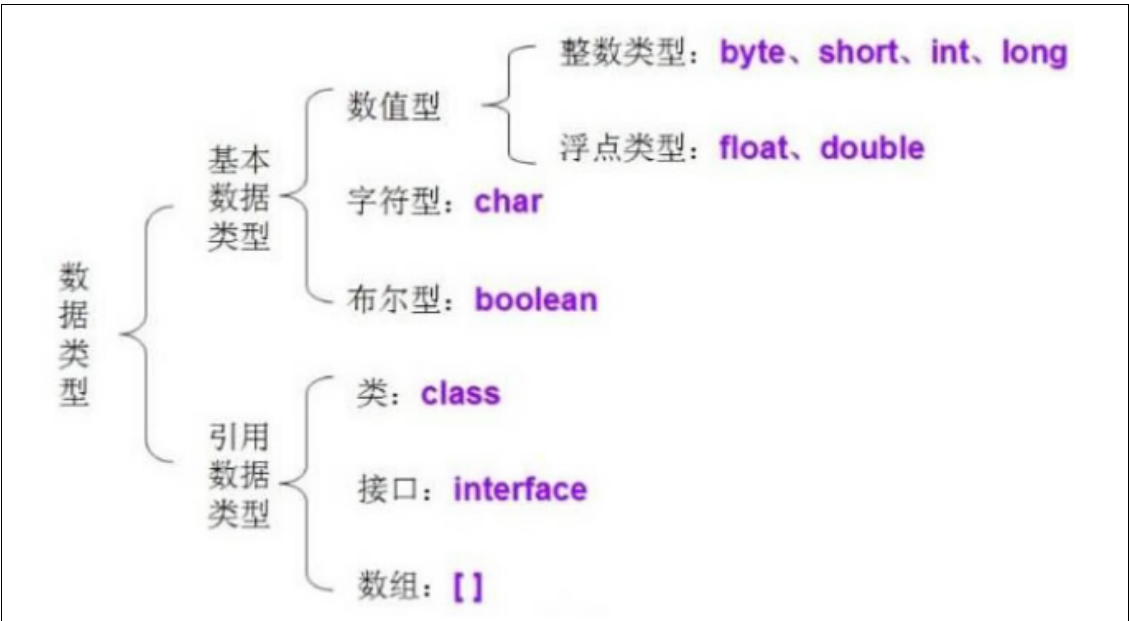 数据类型
基本数据类型
数值型
整数类型：byte、short、int、long
浮点类型：float、double
字符型：char
布尔型：boolean
引用数据类型
类：class
接口：interface
数组：[ ]